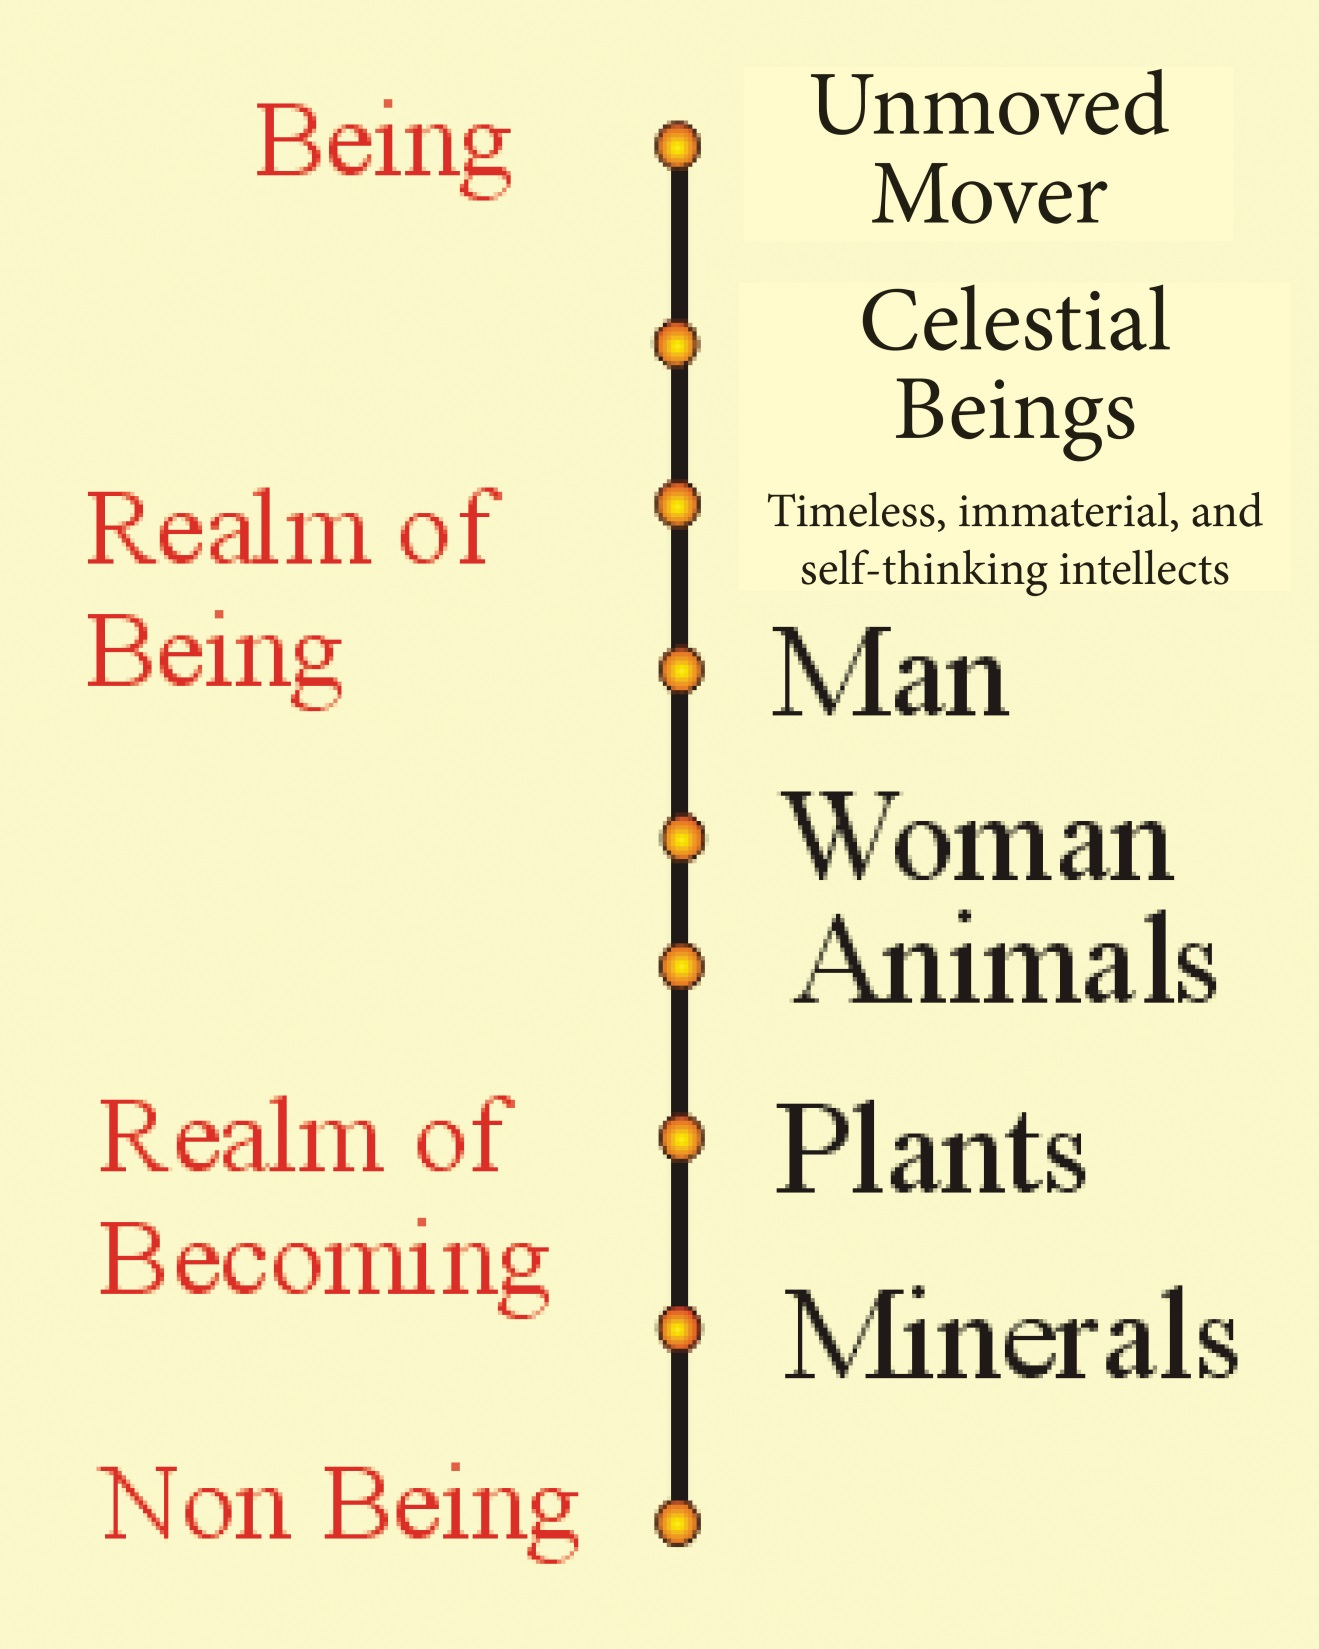 Being
Unmoved
Mover
Celestial
Beings
Realm of
Being
Timeless, immaterial, and
self-thinking intellects
Man
Woman
Animals
Realm of
Becoming
Plants
Minerals
Non Being